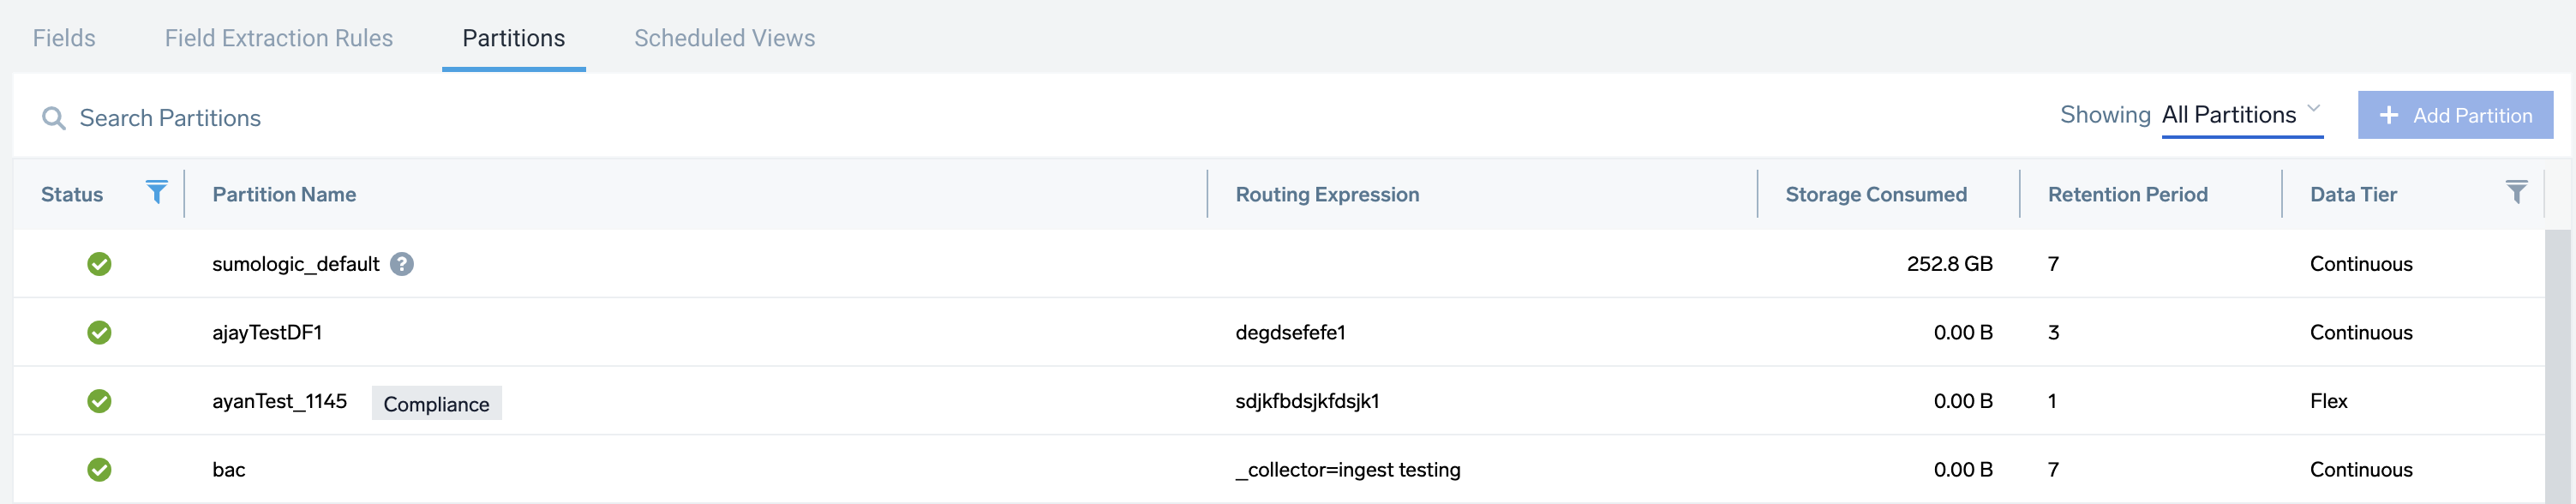 Fields Field Extraction Rules Partitions Scheduled Views
Search Partitions Showing All Partitions + Add Partition
Status Partition Name Routing Expression Storage Consumed Retention Period Data Tier
sumologic_default ? 252.8 GB 7 Continuous
ajayTestDF1 degdsefefe1 0.00 B 3 Continuous
ayanTest_1145 Compliance sdjkfbdsjkfdsjk1 0.00 B 1 Flex
bac _collector=ingest testing 0.00 B 7 Continuous